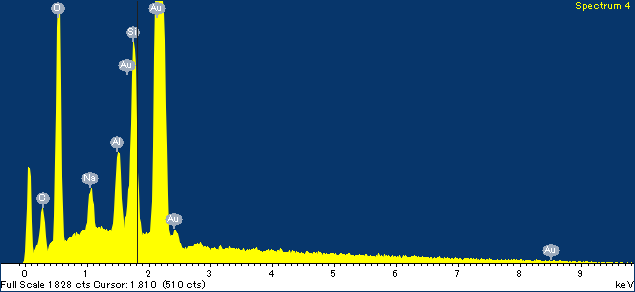 Spectrum 4
O
Au
Si
Au
Al
Na
C
Au
Au
0 1 2 3 4 5 6 7 8 9
Full Scale 1828 cts Cursor: 1.810 (510 cts) keV